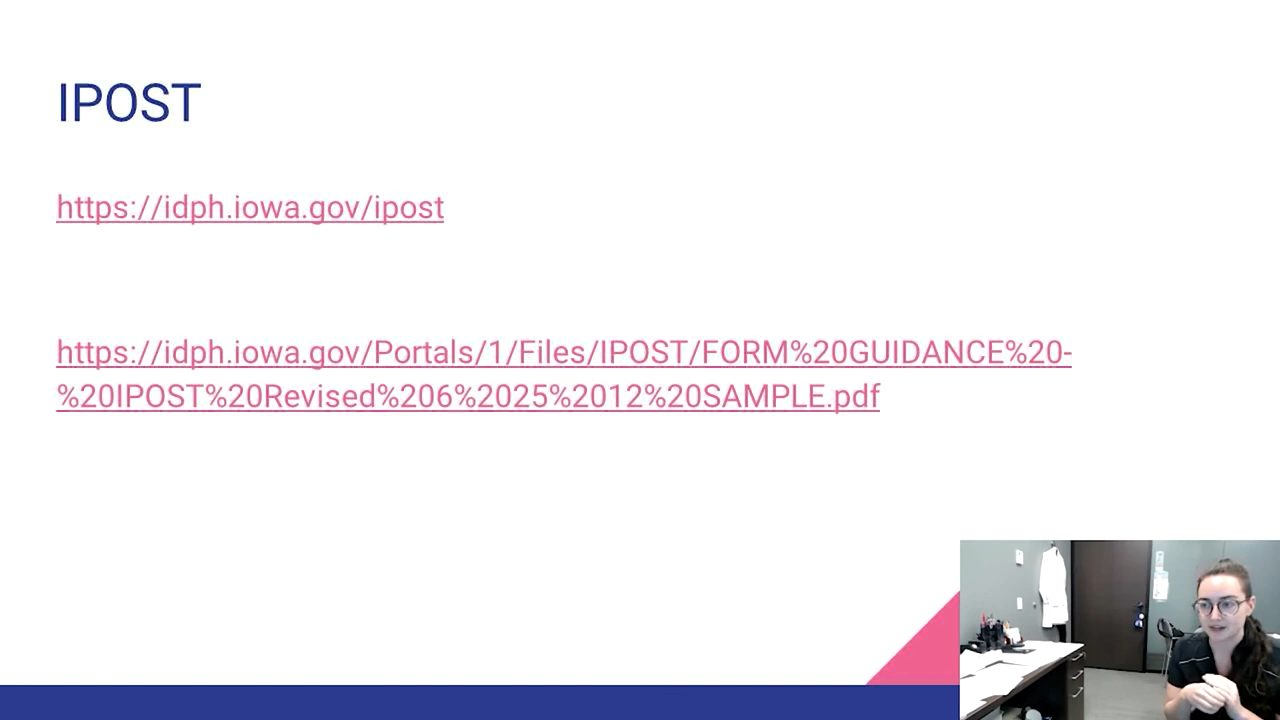 IPOST
https://idph.iowa.gov/ipost
https://idph.iowa.gov/Portals/1/Files/IPOST/FORM%20GUIDANCE%20-
%20IPOST%20Revised%206%2025%2012%20SAMPLE.pdf